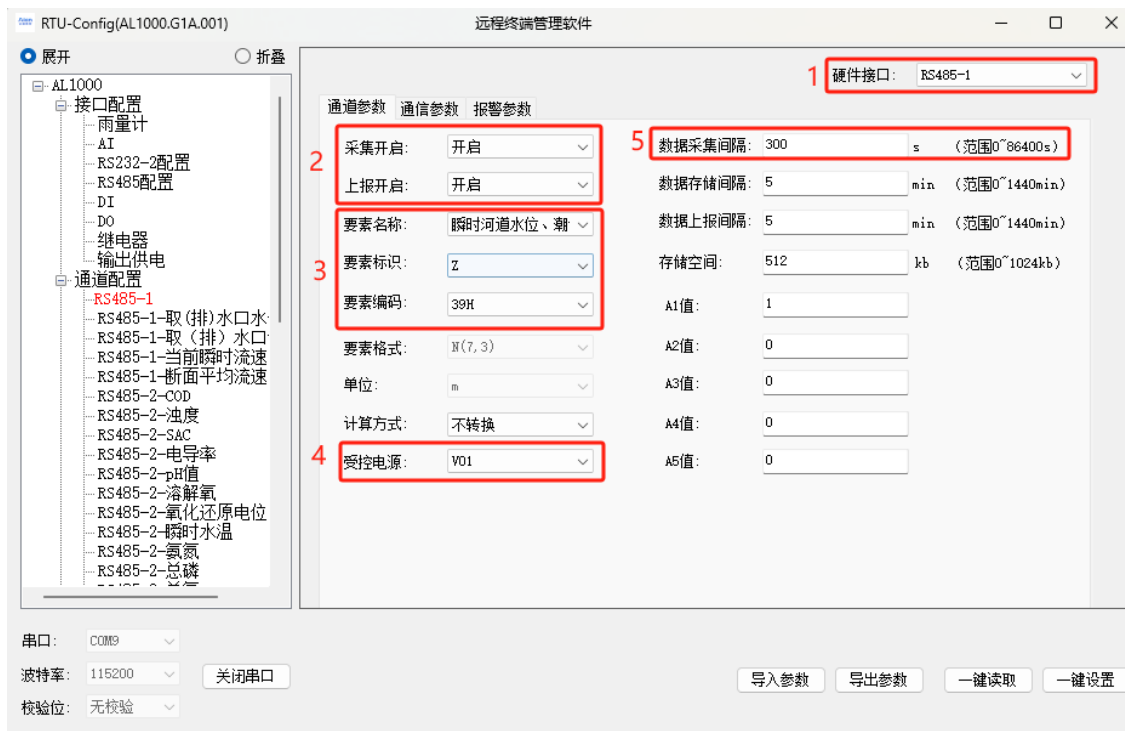 RTU-Config(AL1000.G1A.001) 远程终端管理软件
展开 折叠
AL1000
接口配置
雨量计
AI
RS232-2配置
RS485配置
DI
DO
继电器
输出供电
通道配置
RS485-1
RS485-1-取(排)水口水
RS485-1-取（排）水口
RS485-1-当前瞬时流速
RS485-1-断面平均流速
RS485-2-COD
RS485-2-浊度
RS485-2-SAC
RS485-2-电导率
RS485-2-pH值
RS485-2-溶解氧
RS485-2-氧化还原电位
RS485-2-瞬时水温
RS485-2-氨氮
RS485-2-总磷
1 硬件接口: RS485-1
通道参数 通信参数 报警参数
2
采集开启: 开启
上报开启: 开启
3
要素名称: 瞬时河道水位、潮
要素标识: Z
要素编码: 39H
要素格式: N(7,3)
单位: m
计算方式: 不转换
4 受控电源: V01
5 数据采集间隔: 300 s (范围0~86400s)
数据存储间隔: 5 min (范围0~1440min)
数据上报间隔: 5 min (范围0~1440min)
存储空间: 512 kb (范围0~1024kb)
A1值: 1
A2值: 0
A3值: 0
A4值: 0
A5值: 0
串口: COM9
波特率: 115200 关闭串口
校验位: 无校验
导入参数 导出参数 一键读取 一键设置